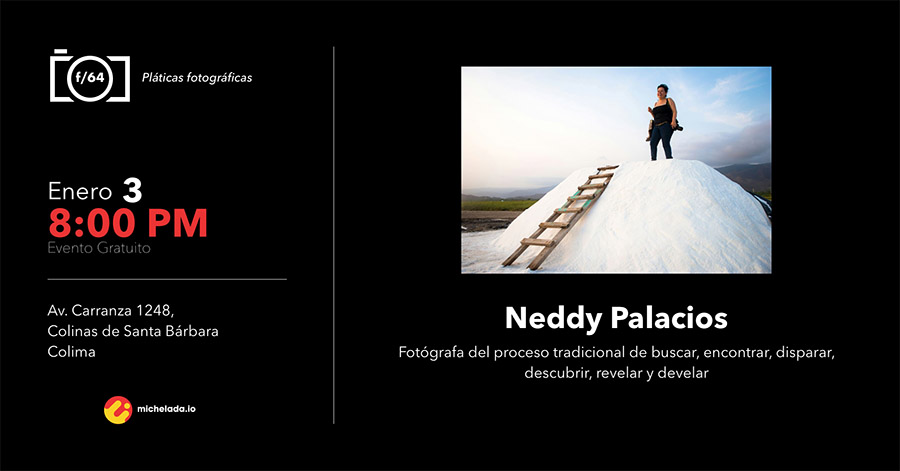 f/64
Pláticas fotográficas
Enero 3
8:00 PM
Evento Gratuito
Av. Carranza 1248,
Colinas de Santa Bárbara
Colima
michelada.io
Neddy Palacios
Fotógrafa del proceso tradicional de buscar, encontrar, disparar,
descubrir, revelar y develar